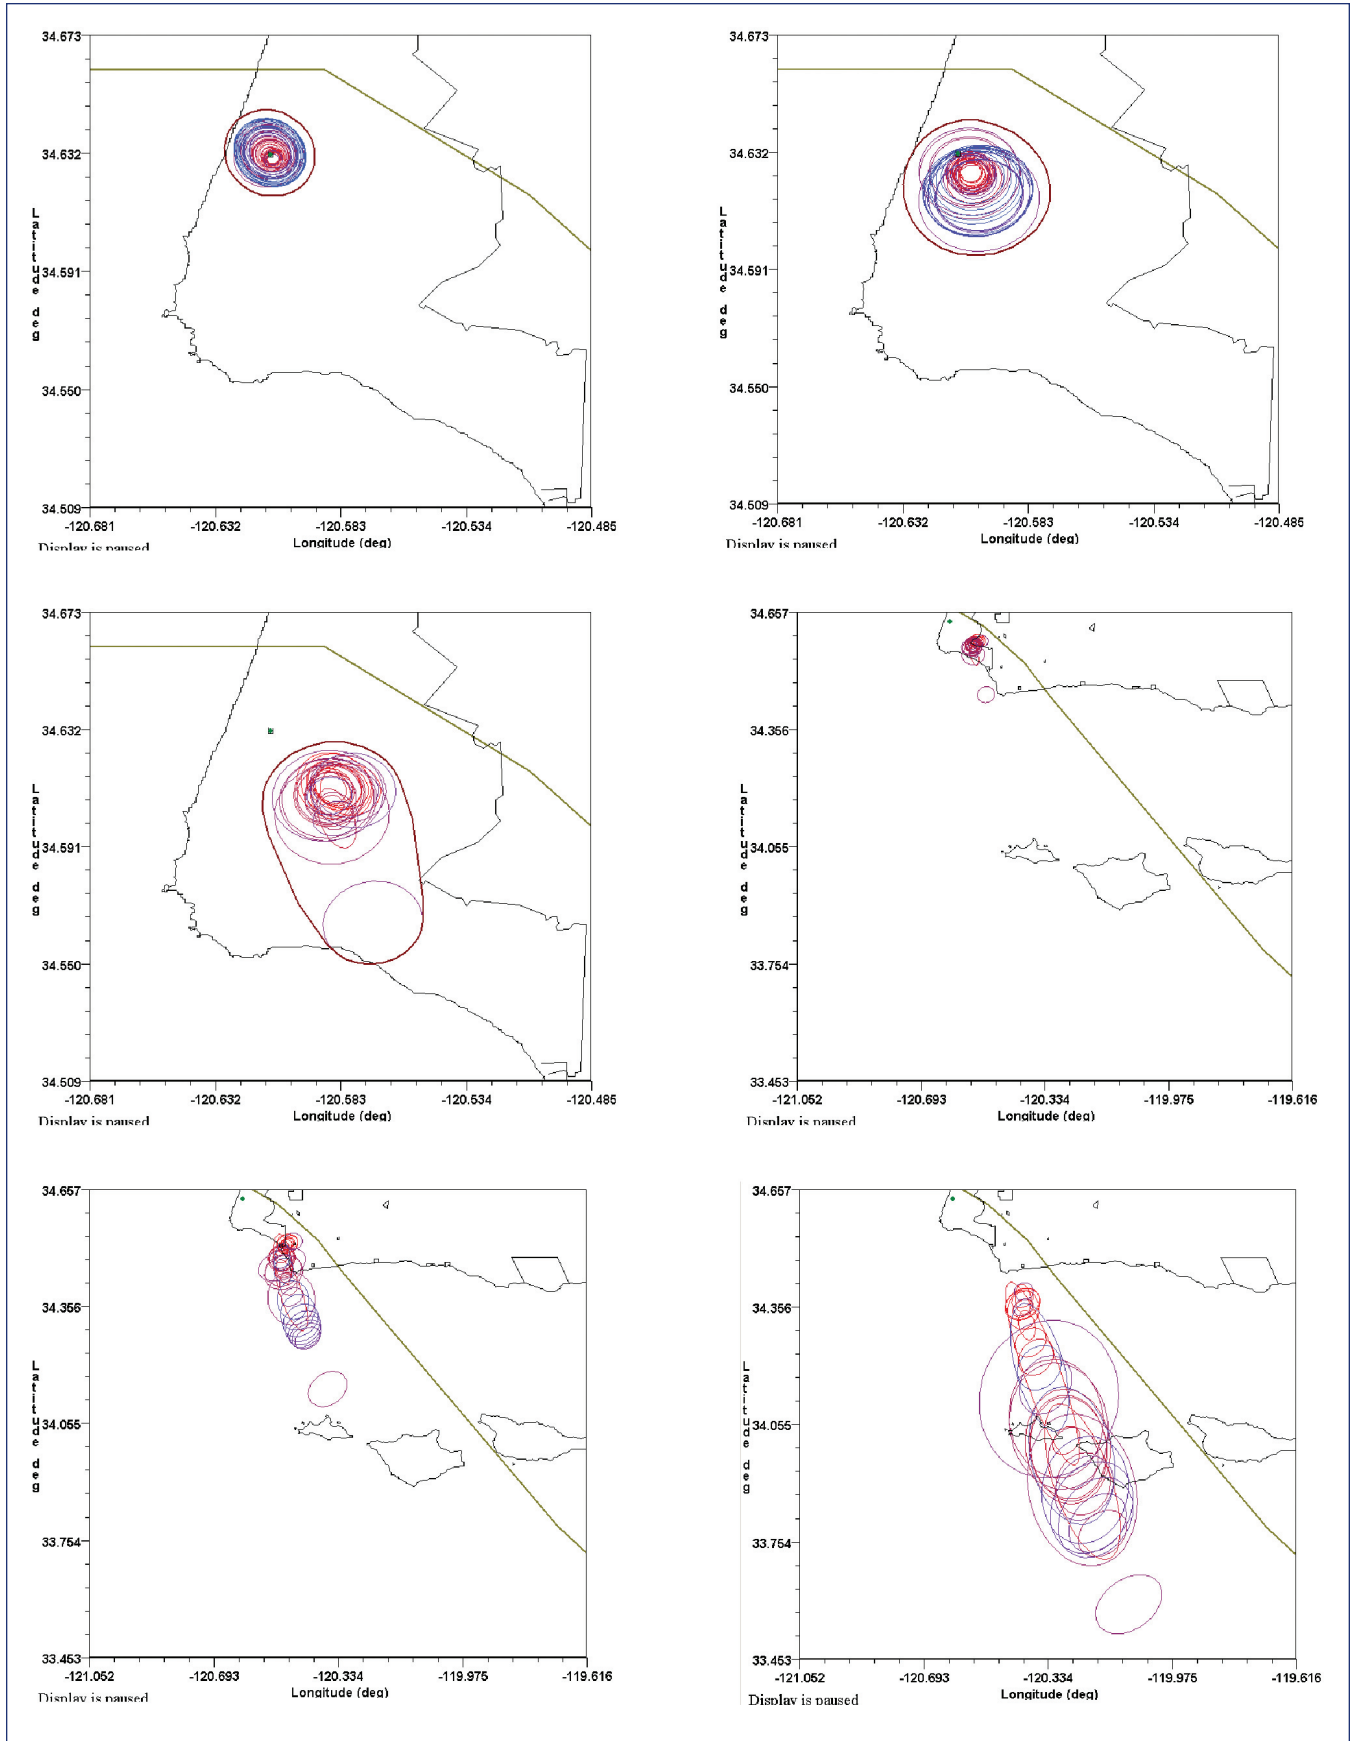 34.673
34.632
34.591
34.550
34.509
Latitude deg
-120.681 -120.632 -120.583 -120.534 -120.485
Longitude (deg)
Display is paused
34.673
34.632
34.591
34.550
34.509
Latitude deg
-120.681 -120.632 -120.583 -120.534 -120.485
Longitude (deg)
Display is paused
34.673
34.632
34.591
34.550
34.509
Latitude deg
-120.681 -120.632 -120.583 -120.534 -120.485
Longitude (deg)
Display is paused
34.657
34.356
34.055
33.754
33.453
Latitude deg
-121.052 -120.693 -120.334 -119.975 -119.616
Longitude (deg)
Display is paused
34.657
34.356
34.055
33.754
33.453
Latitude deg
-121.052 -120.693 -120.334 -119.975 -119.616
Longitude (deg)
Display is paused
34.657
34.356
34.055
33.754
33.453
Latitude deg
-121.052 -120.693 -120.334 -119.975 -119.616
Longitude (deg)
Display is paused